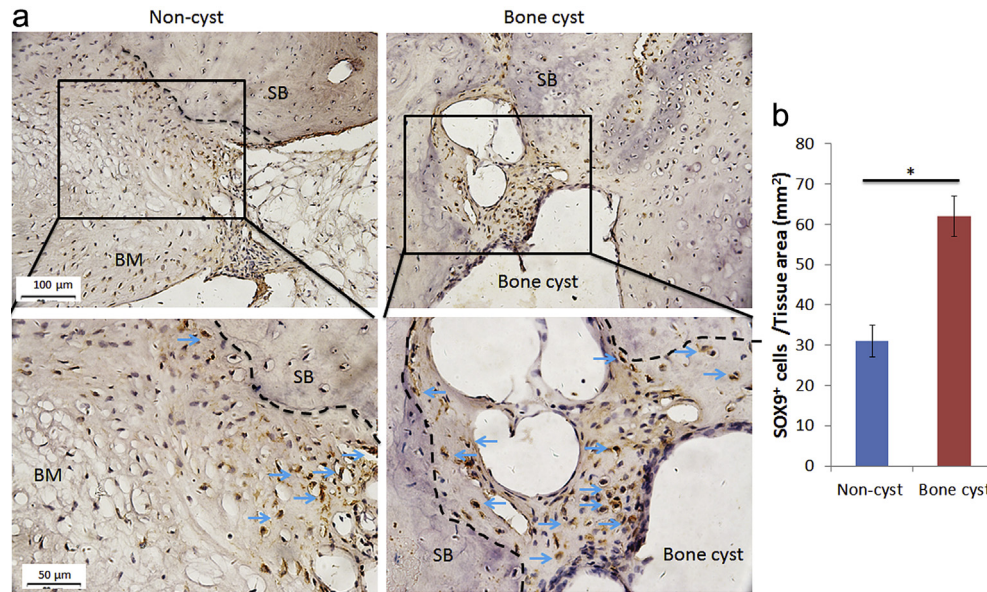 a
Non-cyst
Bone cyst
SB
BM
100 µm
SB
Bone cyst
SB
BM
50 µm
SB
Bone cyst
b
SOX9⁺ cells /Tissue area (mm²)
80
70
60
50
40
30
20
10
0
*
Non-cyst
Bone cyst